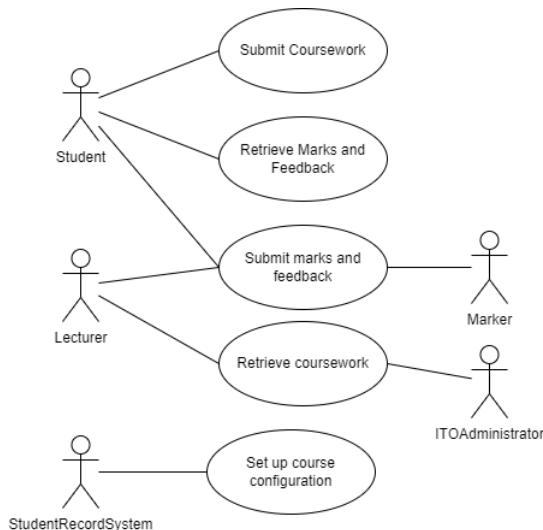 Submit Coursework
Student
Retrieve Marks and
Feedback
Submit marks and
feedback
Lecturer
Marker
Retrieve coursework
ITOAdministrator
Set up course
configuration
StudentRecordSystem